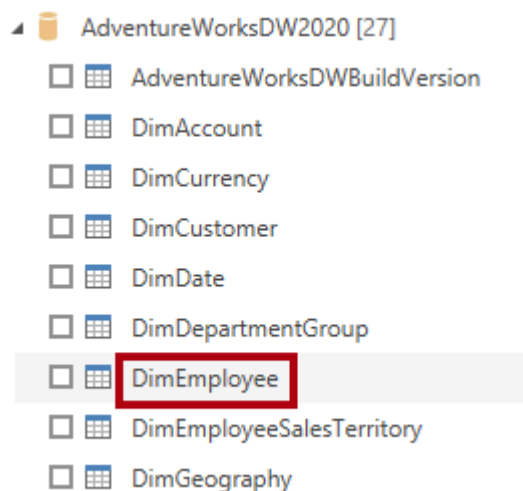 AdventureWorksDW2020 [27]
AdventureWorksDWBuildVersion
DimAccount
DimCurrency
DimCustomer
DimDate
DimDepartmentGroup
DimEmployee
DimEmployeeSalesTerritory
DimGeography